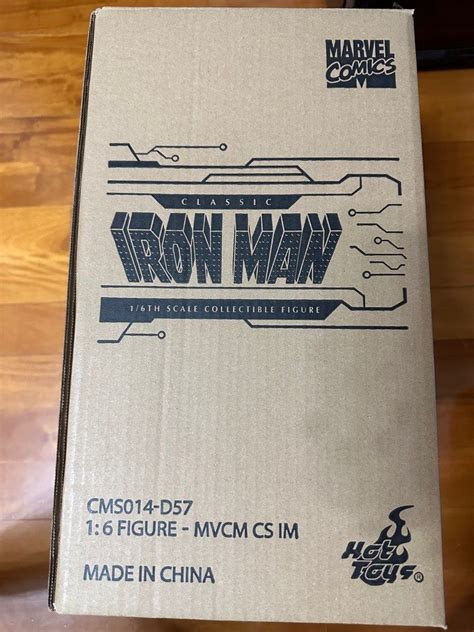 MARVEL
COMICS
CLASSIC
IRON MAN
1/6TH SCALE COLLECTIBLE FIGURE
CMS014-D57
1:6 FIGURE - MVCM CS IM
MADE IN CHINA
Hot
Toys®